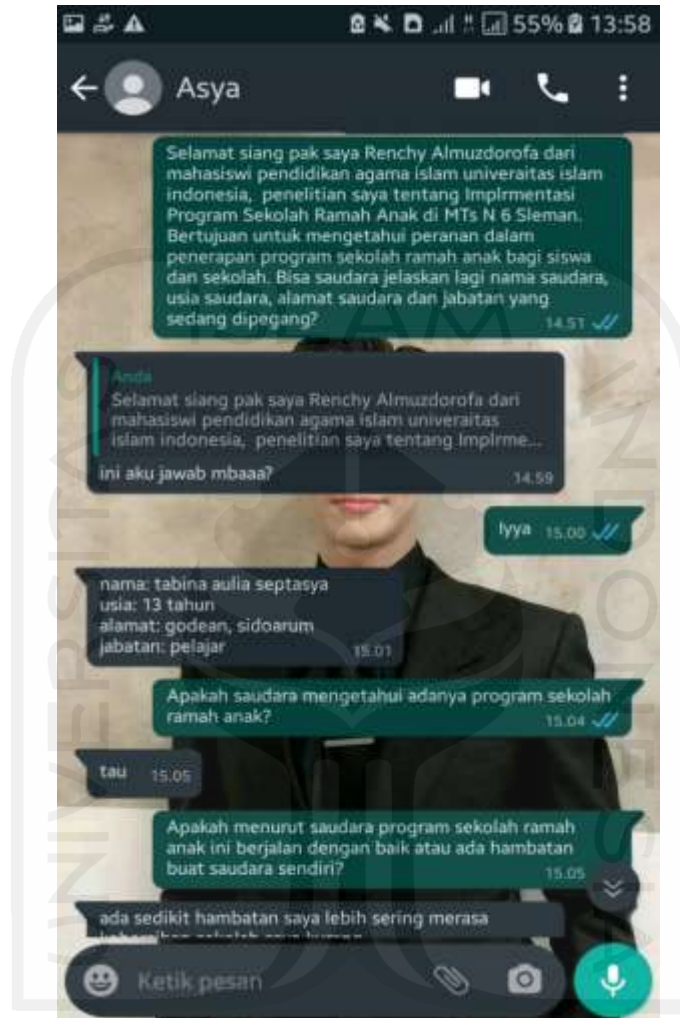 55% 13:58
Asya
Selamat siang pak saya Renchy Almuzdorofa dari
mahasiswi pendidikan agama islam univeraitas islam
indonesia, penelitian saya tentang Implrmentasi
Program Sekolah Ramah Anak di MTs N 6 Sleman.
Bertujuan untuk mengetahui peranan dalam
penerapan program sekolah ramah anak bagi siswa
dan sekolah. Bisa saudara jelaskan lagi nama saudara,
usia saudara, alamat saudara dan jabatan yang
sedang dipegang?
14.51
Anda
Selamat siang pak saya Renchy Almuzdorofa dari
mahasiswi pendidikan agama islam univeraitas
islam indonesia, penelitian saya tentang Implrme...
ini aku jawab mbaaa?
14.59
Iyya 15.00
nama: tabina aulia septasya
usia: 13 tahun
alamat: godean, sidoarum
jabatan: pelajar
15.01
Apakah saudara mengetahui adanya program sekolah
ramah anak?
15.04
tau 15.05
Apakah menurut saudara program sekolah ramah
anak ini berjalan dengan baik atau ada hambatan
buat saudara sendiri?
15.05
ada sedikit hambatan saya lebih sering merasa
Ketik pesan
UNIVERSITAS ISLAM INDONESIA